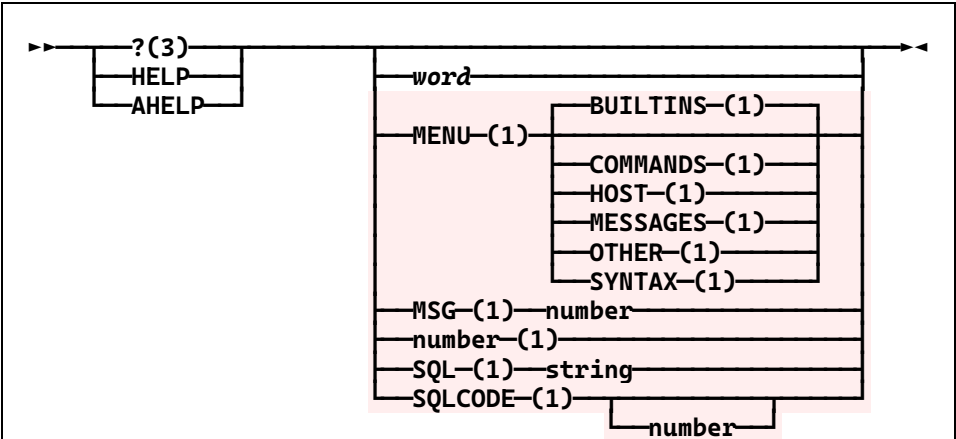 ?(3)
HELP word
AHELP BUILTINS (1)
MENU (1)
COMMANDS (1)
HOST (1)
MESSAGES (1)
OTHER (1)
SYNTAX (1)
MSG (1) number
number (1)
SQL (1) string
SQLCODE (1)
number